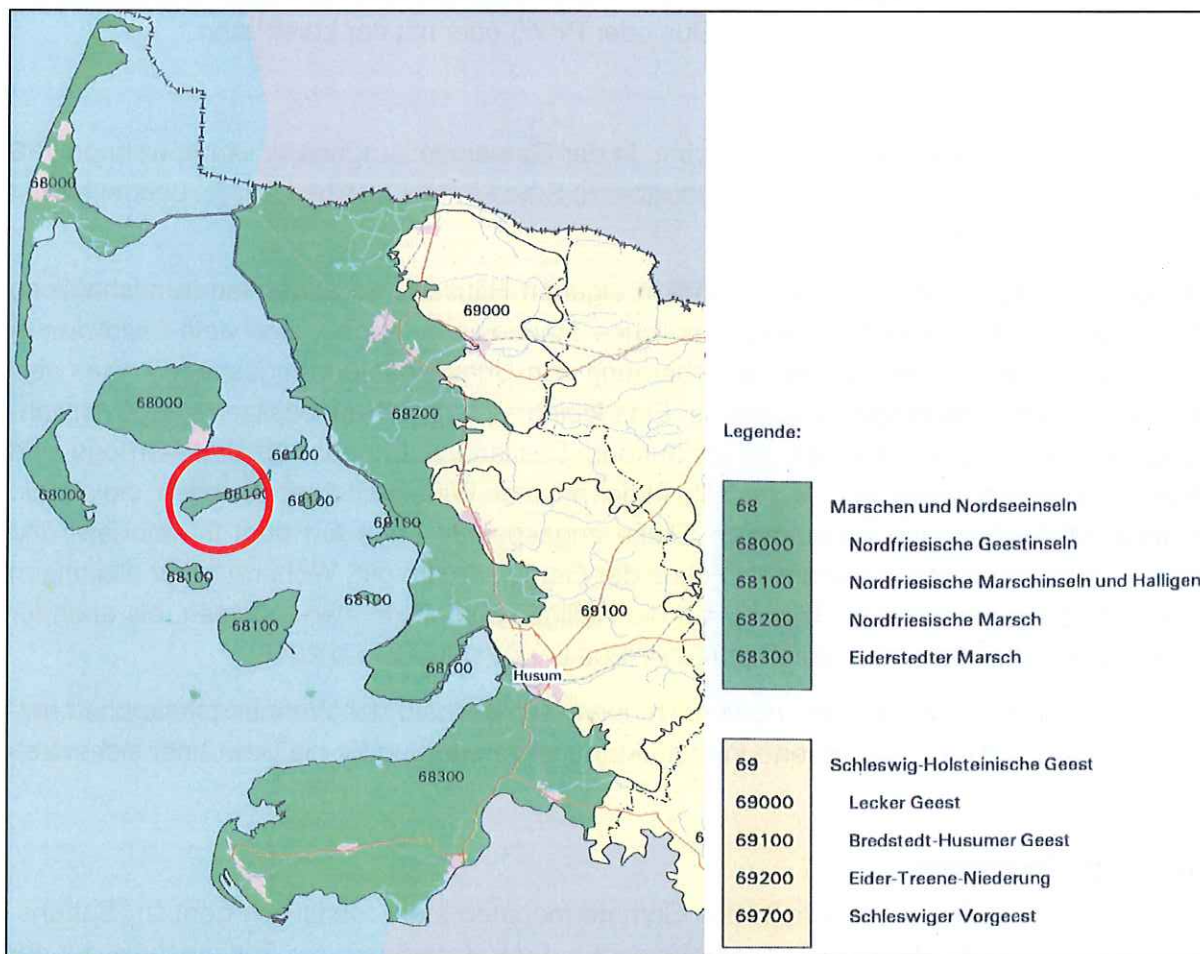 68000
69000
68000
68200
68100
68000
68100
68100
68100
68100
68100
69100
68100
68100
Husum
68300
6
Legende:
68 Marschen und Nordseeinseln
68000 Nordfriesische Geestinseln
68100 Nordfriesische Marschinseln und Halligen
68200 Nordfriesische Marsch
68300 Eiderstedter Marsch
69 Schleswig-Holsteinische Geest
69000 Lecker Geest
69100 Bredstedt-Husumer Geest
69200 Eider-Treene-Niederung
69700 Schleswiger Vorgeest